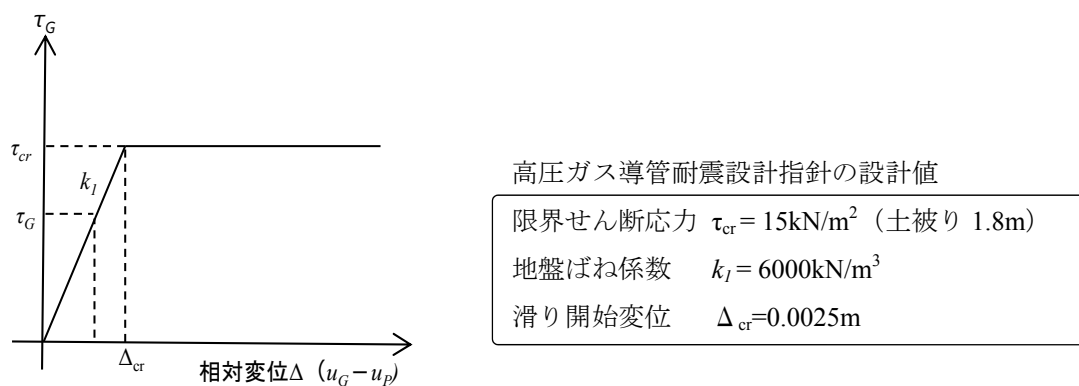 τG
τcr
k1
τG
Δcr
相対変位Δ（uG−uP)
高圧ガス導管耐震設計指針の設計値
限界せん断応力 τcr = 15kN/m²（土被り 1.8m）
地盤ばね係数 k1 = 6000kN/m³
滑り開始変位 Δcr=0.0025m